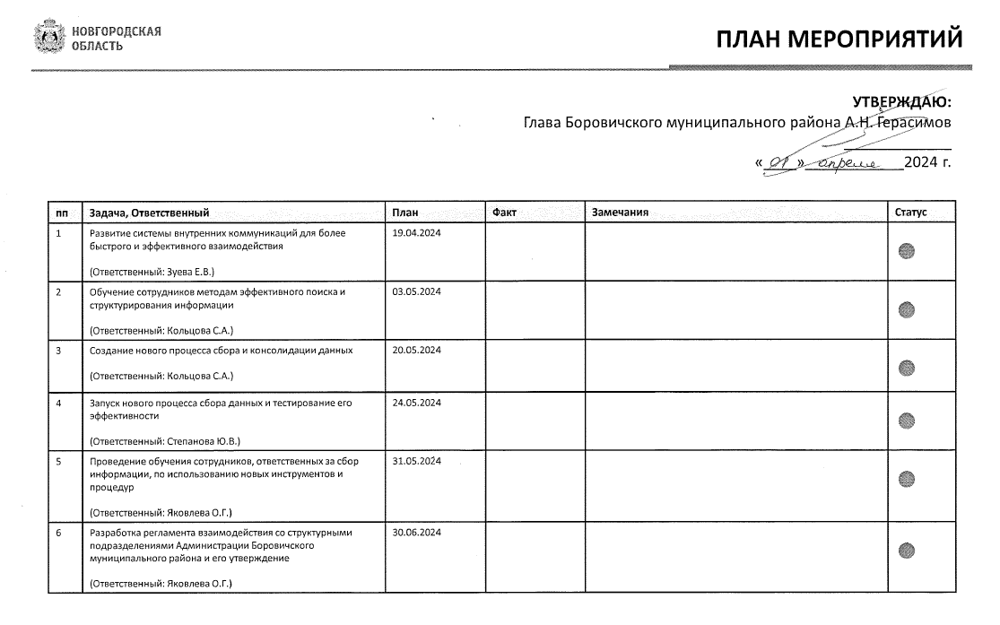 НОВГОРОДСКАЯ
ОБЛАСТЬ
ПЛАН МЕРОПРИЯТИЙ
УТВЕРЖДАЮ:
Глава Боровичского муниципального района А.Н. Герасимов
« 01 » апреля 2024 г.
пп Задача, Ответственный План Факт Замечания Статус
1 Развитие системы внутренних коммуникаций для более 19.04.2024
быстрого и эффективного взаимодействия
(Ответственный: Зуева Е.В.)
2 Обучение сотрудников методам эффективного поиска и 03.05.2024
структурирования информации
(Ответственный: Кольцова С.А.)
3 Создание нового процесса сбора и консолидации данных 20.05.2024
(Ответственный: Кольцова С.А.)
4 Запуск нового процесса сбора данных и тестирование его 24.05.2024
эффективности
(Ответственный: Степанова Ю.В.)
5 Проведение обучения сотрудников, ответственных за сбор 31.05.2024
информации, по использованию новых инструментов и
процедур
(Ответственный: Яковлева О.Г.)
6 Разработка регламента взаимодействия со структурными 30.06.2024
подразделениями Администрации Боровичского
муниципального района и его утверждение
(Ответственный: Яковлева О.Г.)